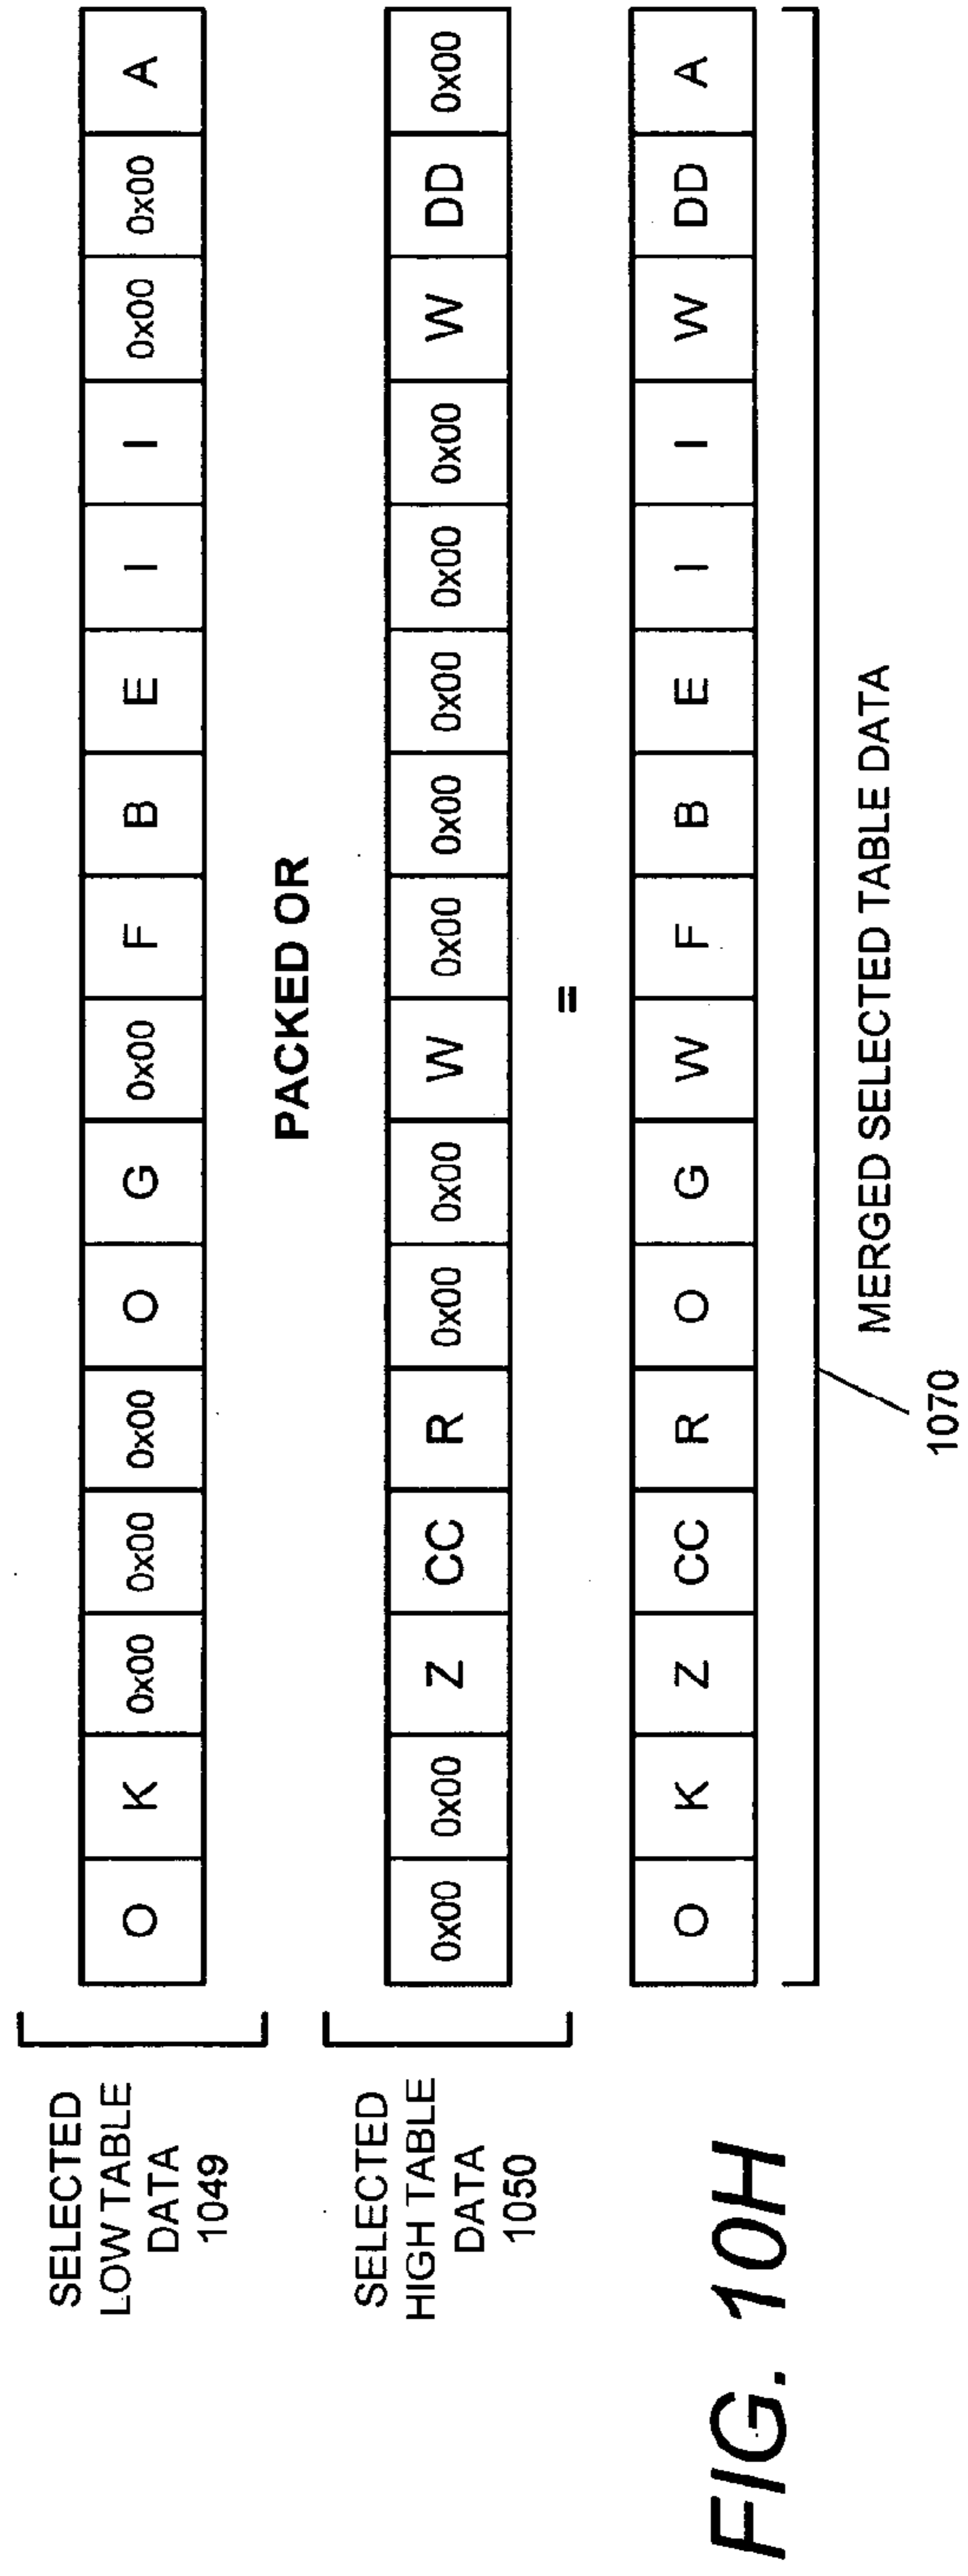 SELECTED
LOW TABLE
DATA
1049
O K 0x00 0x00 0x00 O G 0x00 F B E I I 0x00 0x00 A
PACKED OR
SELECTED
HIGH TABLE
DATA
1050
0x00 0x00 Z CC R 0x00 0x00 W 0x00 0x00 0x00 0x00 0x00 W DD 0x00
=
O K Z CC R O G W F B E I I W DD A
MERGED SELECTED TABLE DATA
1070
FIG. 10H